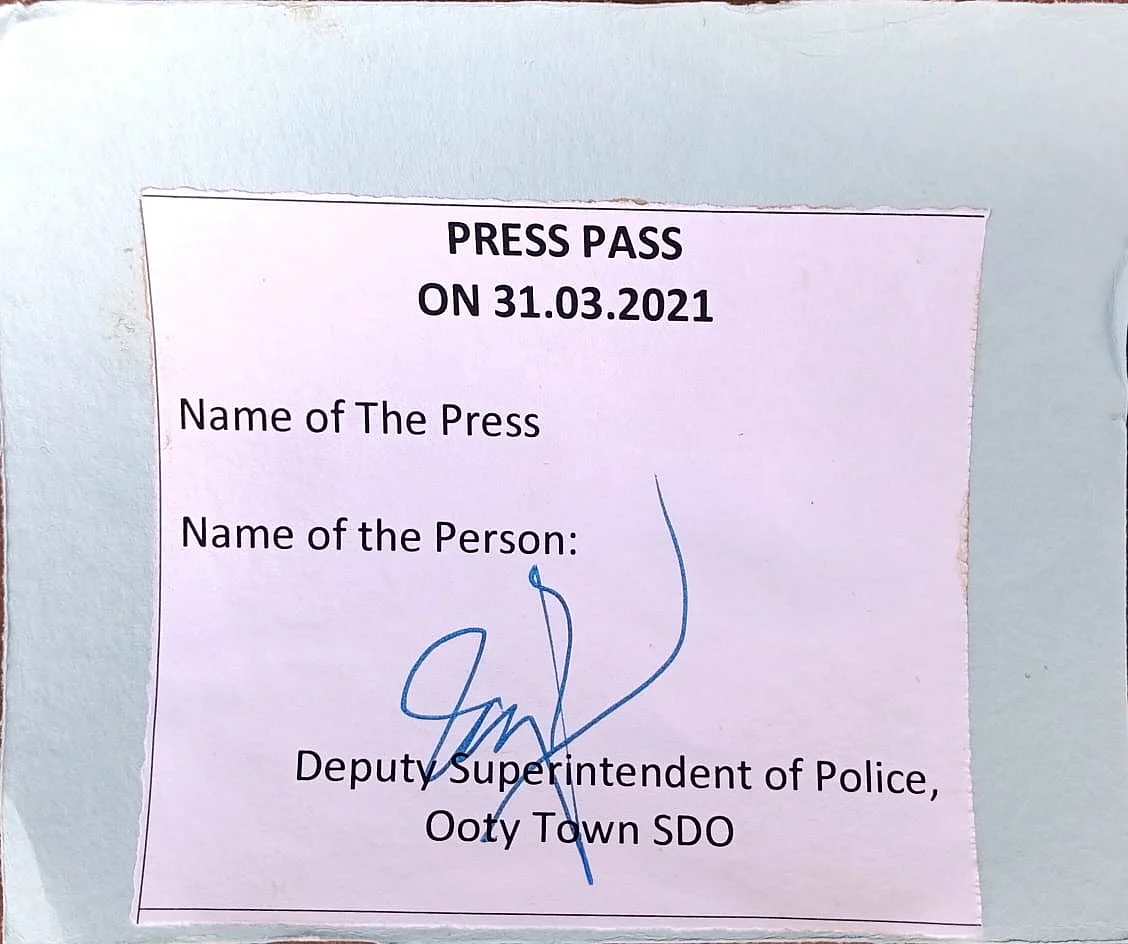 PRESS PASS
ON 31.03.2021
Name of The Press
Name of the Person:
Deputy Superintendent of Police,
Ooty Town SDO